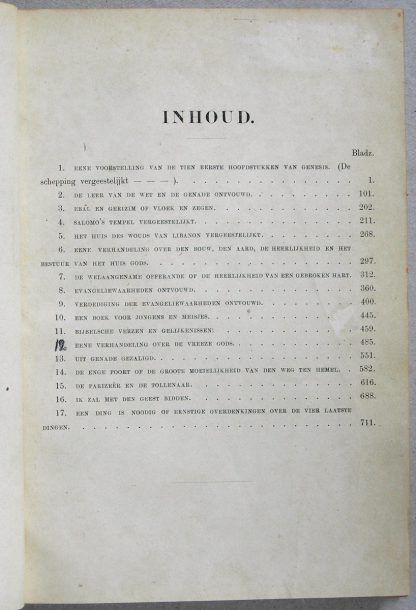 INHOUD.
Bladz.
1. EENE VOORSTELLING VAN DE TIEN EERSTE HOOFDSTUKKEN VAN GENESIS. (De
schepping vergeestelijkt — — — ). . . . . . . . . . . . . . . . 1.
2. DE LEER VAN DE WET EN DE GENADE ONTVOUWD. . . . . . . . . . 101.
3. EBAL EN GERIZIM OF VLOEK EN ZEGEN. . . . . . . . . . . . 202.
4. SALOMO'S TEMPEL VERGEESTELIJKT. . . . . . . . . . . . . 211.
5. HET HUIS DES WOUDS VAN LIBANON VERGEESTELIJKT. . . . . . . . 268.
6. EENE VERHANDELING OVER DEN BOUW, DEN AARD, DE HEERLIJKHEID EN HET
BESTUUR VAN HET HUIS GODS. . . . . . . . . . . . . . . . 297.
7. DE WELAANGENAME OFFERANDE OF DE HEERLIJKHEID VAN EEN GEBROKEN HART. 312.
8. EVANGELIEWAARHEDEN ONTVOUWD. . . . . . . . . . . . . . 360.
9. VERDEDIGING DER EVANGELIEWAARHEDEN ONTVOUWD. . . . . . . . . 400.
10. EEN BOEK VOOR JONGENS EN MEISJES. . . . . . . . . . . . . 445.
11. BIJBELSCHE VERZEN EN GELIJKENISSEN. . . . . . . . . . . . 459.
12. EENE VERHANDELING OVER DE VREEZE GODS. . . . . . . . . . . 485.
13. UIT GENADE GEZALIGD. . . . . . . . . . . . . . . . . 551.
14. DE ENGE POORT OF DE GROOTE MOEIELIJKHEID VAN DEN WEG TEN HEMEL. . 582.
15. DE FARIZEËR EN DE TOLLENAAR. . . . . . . . . . . . . . 616.
16. IK ZAL MET DEN GEEST BIDDEN. . . . . . . . . . . . . . 688.
17. EEN DING IS NOODIG OF ERNSTIGE OVERDENKINGEN OVER DE VIER LAATSTE
DINGEN. . . . . . . . . . . . . . . . . . . . . . 711.